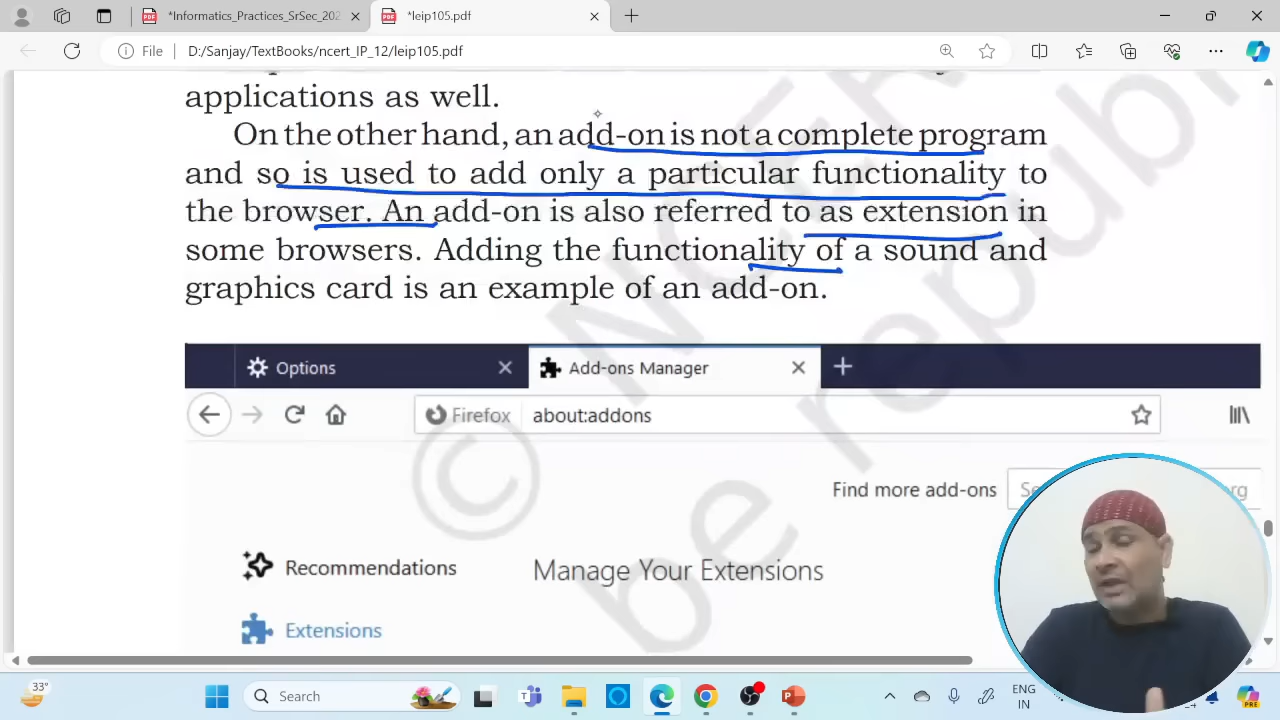 *Informatics_Practices_SrSec_202
*leip105.pdf
File
D:/Sanjay/TextBooks/ncert_IP_12/leip105.pdf
applications as well.
On the other hand, an add-on is not a complete program
and so is used to add only a particular functionality to
the browser. An add-on is also referred to as extension in
some browsers. Adding the functionality of a sound and
graphics card is an example of an add-on.
Options
Add-ons Manager
Firefox
about:addons
Find more add-ons
Recommendations
Manage Your Extensions
Extensions
© NCER
be republ
33°
Search
ENG
IN
PRE